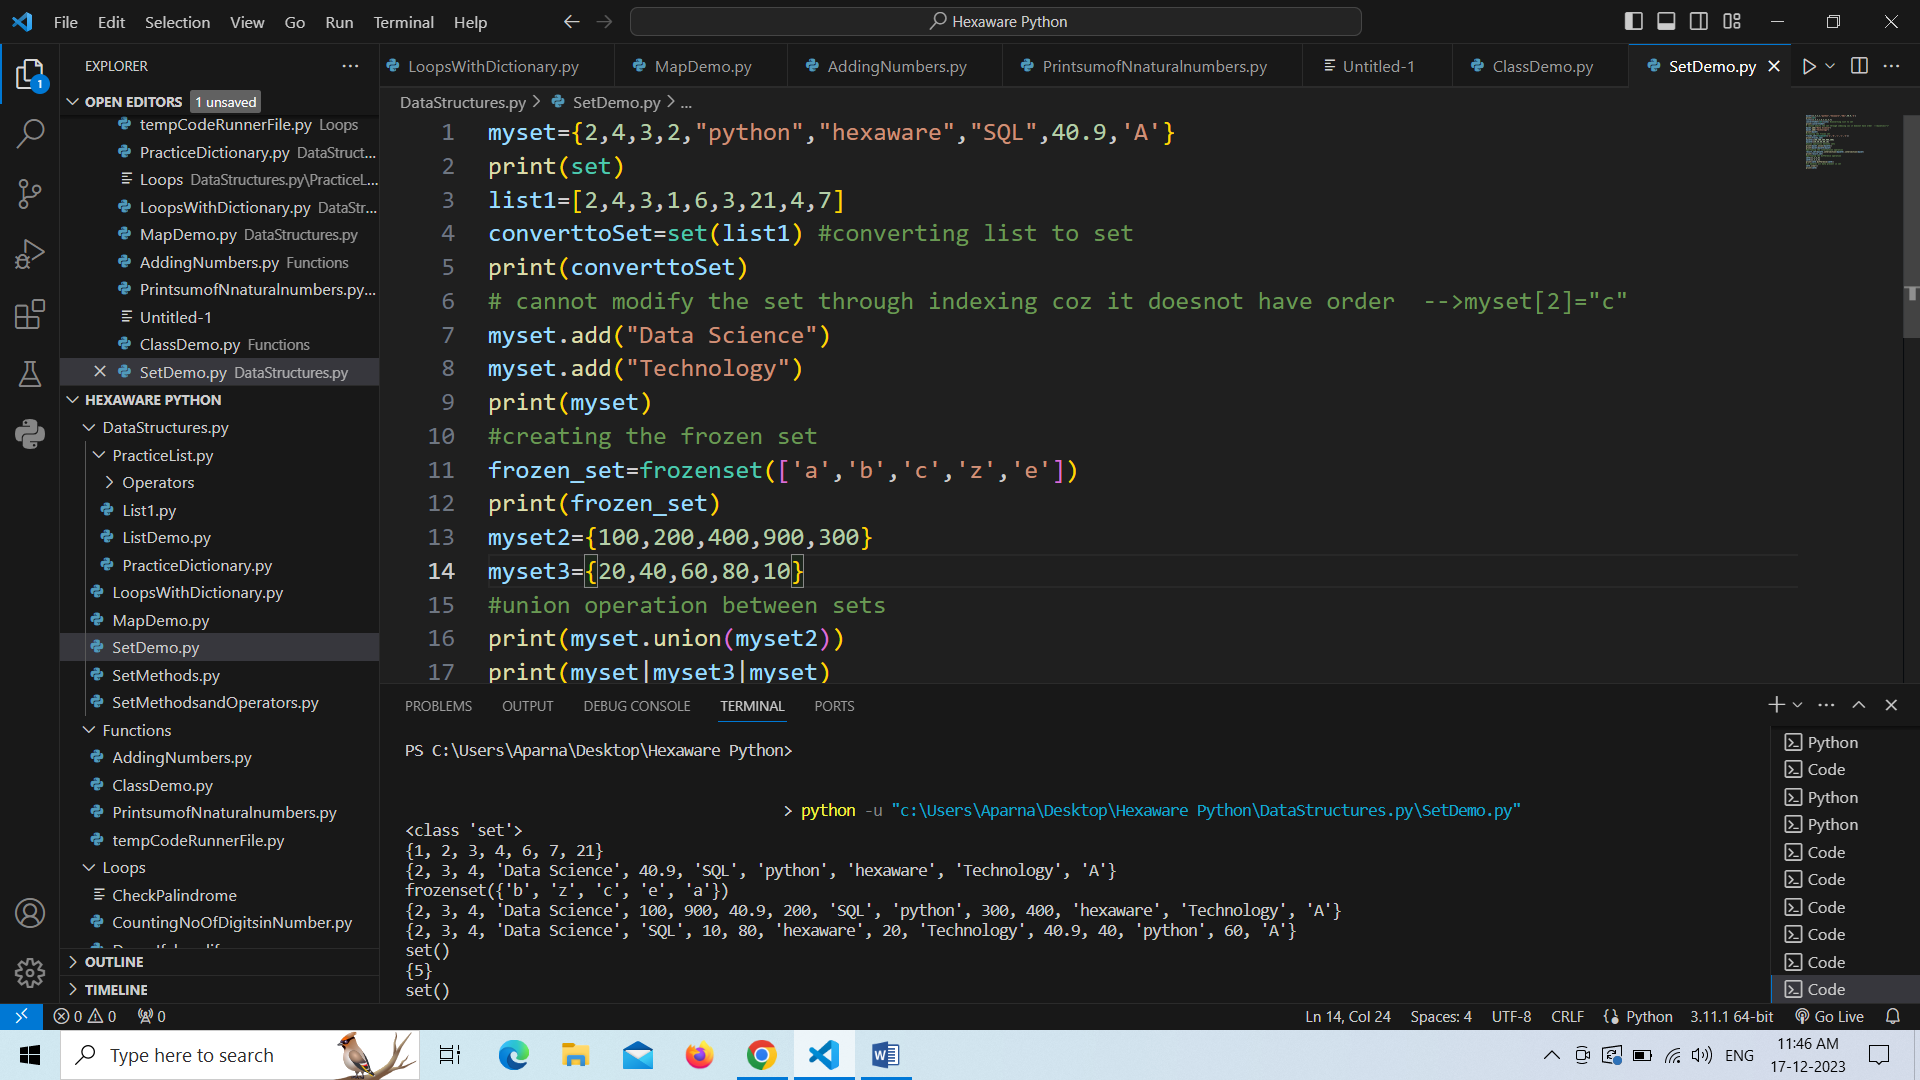 File Edit Selection View Go Run Terminal Help
Hexaware Python
EXPLORER
OPEN EDITORS 1 unsaved
tempCodeRunnerFile.py Loops
PracticeDictionary.py DataStruct...
Loops DataStructures.py\PracticeL...
LoopsWithDictionary.py DataStr...
MapDemo.py DataStructures.py
AddingNumbers.py Functions
PrintsumofNnaturalnumbers.py...
Untitled-1
ClassDemo.py Functions
SetDemo.py DataStructures.py
HEXAWARE PYTHON
DataStructures.py
PracticeList.py
Operators
List1.py
ListDemo.py
PracticeDictionary.py
LoopsWithDictionary.py
MapDemo.py
SetDemo.py
SetMethods.py
SetMethodsandOperators.py
Functions
AddingNumbers.py
ClassDemo.py
PrintsumofNnaturalnumbers.py
tempCodeRunnerFile.py
Loops
CheckPalindrome
CountingNoOfDigitsinNumber.py
OUTLINE
TIMELINE
LoopsWithDictionary.py MapDemo.py AddingNumbers.py PrintsumofNnaturalnumbers.py Untitled-1 ClassDemo.py SetDemo.py
DataStructures.py > SetDemo.py > ...
1 myset={2,4,3,2,"python","hexaware","SQL",40.9,'A'}
2 print(set)
3 list1=[2,4,3,1,6,3,21,4,7]
4 converttoSet=set(list1) #converting list to set
5 print(converttoSet)
6 # cannot modify the set through indexing coz it doesnot have order -->myset[2]="c"
7 myset.add("Data Science")
8 myset.add("Technology")
9 print(myset)
10 #creating the frozen set
11 frozen_set=frozenset(['a','b','c','z','e'])
12 print(frozen_set)
13 myset2={100,200,400,900,300}
14 myset3={20,40,60,80,10}
15 #union operation between sets
16 print(myset.union(myset2))
17 print(myset|myset3|myset)
PROBLEMS OUTPUT DEBUG CONSOLE TERMINAL PORTS
PS C:\Users\Aparna\Desktop\Hexaware Python>
> python -u "c:\Users\Aparna\Desktop\Hexaware Python\DataStructures.py\SetDemo.py"
<class 'set'>
{1, 2, 3, 4, 6, 7, 21}
{2, 3, 4, 'Data Science', 40.9, 'SQL', 'python', 'hexaware', 'Technology', 'A'}
frozenset({'b', 'z', 'c', 'e', 'a'})
{2, 3, 4, 'Data Science', 100, 900, 40.9, 200, 'SQL', 'python', 300, 400, 'hexaware', 'Technology', 'A'}
{2, 3, 4, 'Data Science', 'SQL', 10, 80, 'hexaware', 20, 'Technology', 40.9, 40, 'python', 60, 'A'}
set()
{5}
set()
Python
Code
Python
Python
Code
Code
Code
Code
Code
Code
0 0 0
Ln 14, Col 24 Spaces: 4 UTF-8 CRLF Python 3.11.1 64-bit Go Live
Type here to search
ENG
11:46 AM
17-12-2023